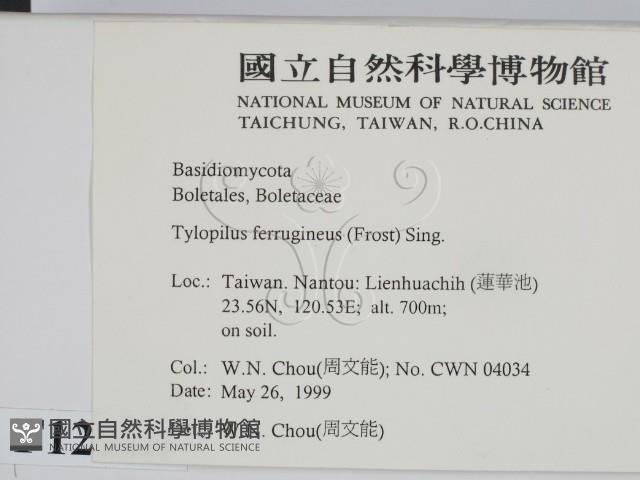 國立自然科學博物館
NATIONAL MUSEUM OF NATURAL SCIENCE
TAICHUNG, TAIWAN, R.O.CHINA
Basidiomycota
Boletales, Boletaceae
Tylopilus ferrugineus (Frost) Sing.
Loc.: Taiwan. Nantou: Lienhuachih (蓮華池)
23.56N, 120.53E; alt. 700m;
on soil.
Col.: W.N. Chou(周文能); No. CWN 04034
Date: May 26, 1999
Chou(周文能)
12
國立自然科學博物館
NATIONAL MUSEUM OF NATURAL SCIENCE